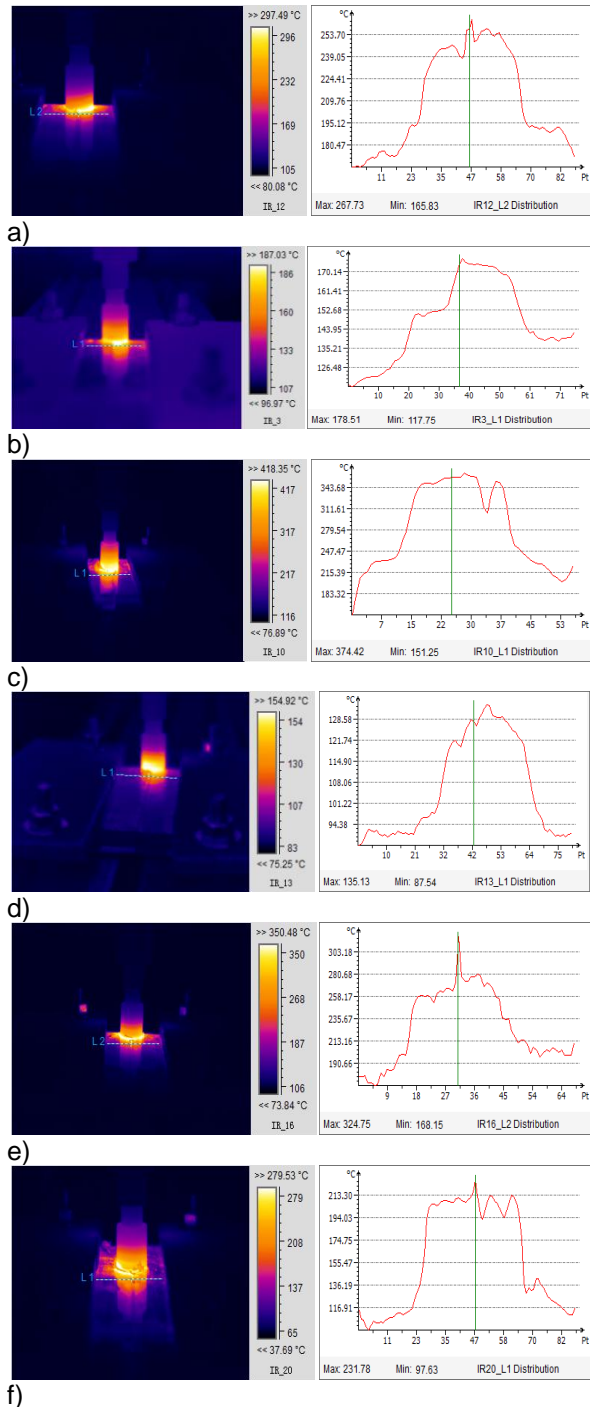 >> 297.49 °C
296
232
169
105
<< 80.08 °C
IR_12
L2
°C
253.70
239.05
224.41
209.76
195.12
180.47
11 23 34 46 58 70 82 Pt
Max: 267.73 Min: 165.83 IR12_L2 Distribution
a)
>> 187.03 °C
186
160
133
107
<< 96.97 °C
IR_3
L1
°C
170.14
161.41
152.68
143.95
135.21
126.48
10 20 30 40 50 61 71 Pt
Max: 178.51 Min: 117.75 IR3_L1 Distribution
b)
>> 418.35 °C
417
317
217
116
<< 76.89 °C
IR_10
L1
°C
343.68
311.61
279.54
247.47
215.39
183.32
7 15 22 30 37 45 53 Pt
Max: 374.42 Min: 151.25 IR10_L1 Distribution
c)
>> 154.92 °C
154
130
107
83
<< 75.25 °C
IR_13
L1
°C
128.58
121.74
114.90
108.06
101.22
94.38
10 21 32 42 53 64 75 Pt
Max: 135.13 Min: 87.54 IR13_L1 Distribution
d)
>> 350.48 °C
350
268
187
106
<< 73.84 °C
IR_16
L2
°C
303.18
280.68
258.17
235.67
213.16
190.66
9 18 27 36 45 54 64 Pt
Max: 324.75 Min: 168.15 IR16_L2 Distribution
e)
>> 279.53 °C
279
208
137
65
<< 37.69 °C
IR_20
L1
°C
213.30
194.03
174.75
155.47
136.19
116.91
11 23 35 47 58 70 82 Pt
Max: 231.78 Min: 97.63 IR20_L1 Distribution
f)